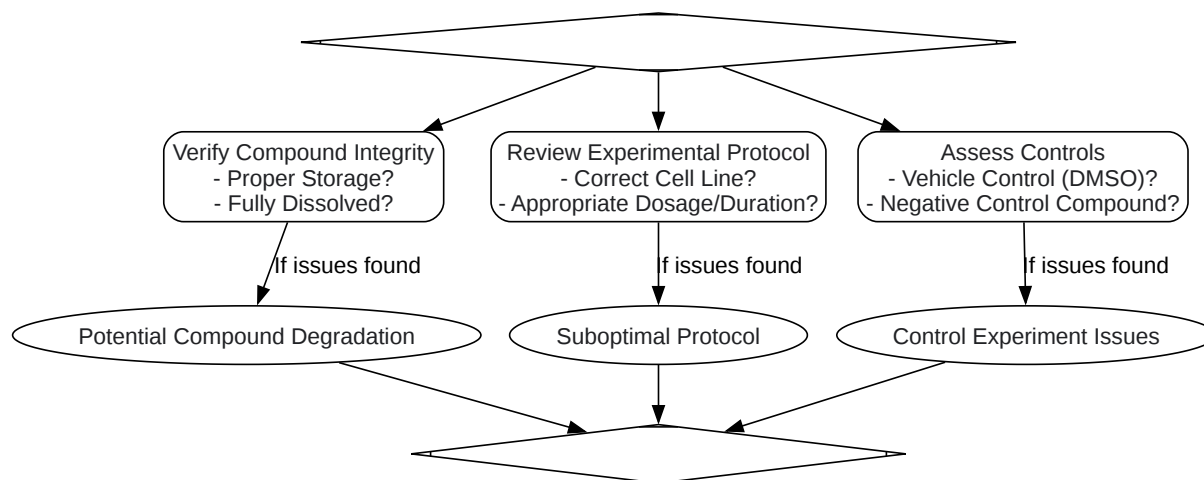 Verify Compound Integrity
- Proper Storage?
- Fully Dissolved?
Review Experimental Protocol
- Correct Cell Line?
- Appropriate Dosage/Duration?
Assess Controls
- Vehicle Control (DMSO)?
- Negative Control Compound?
If issues found
If issues found
If issues found
Potential Compound Degradation
Suboptimal Protocol
Control Experiment Issues